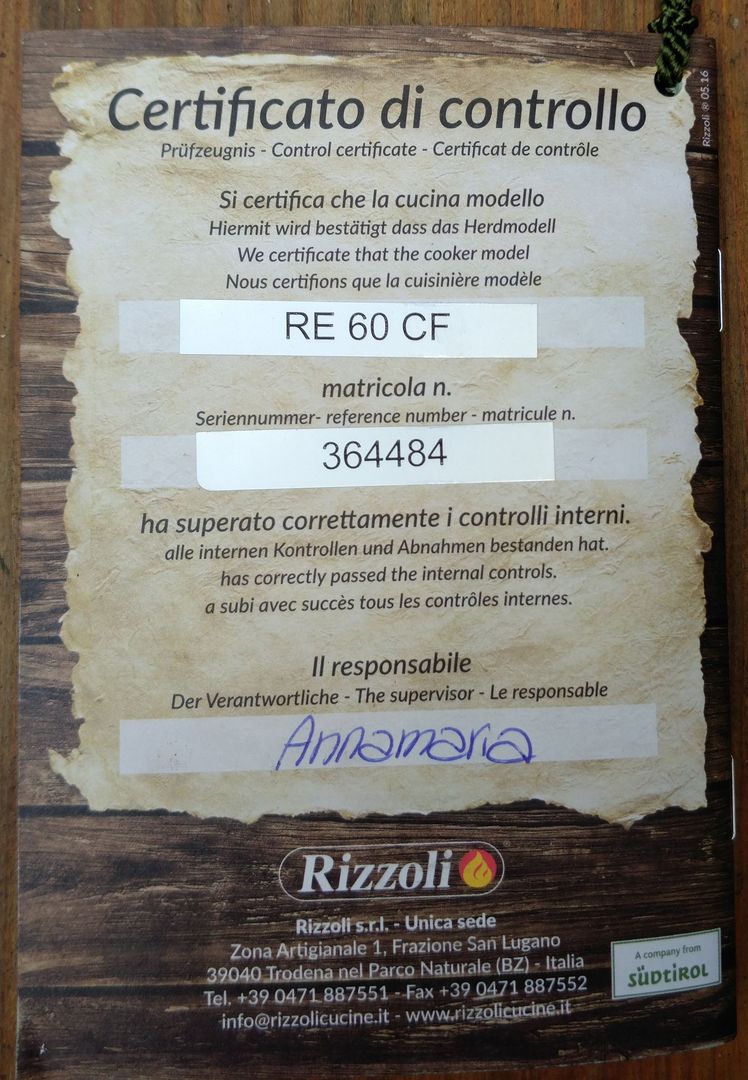 Rizzoli ® 05.16
Certificato di controllo
Prüfzeugnis - Control certificate - Certificat de contrôle
Si certifica che la cucina modello
Hiermit wird bestätigt dass das Herdmodell
We certificate that the cooker model
Nous certifions que la cuisinière modèle
RE 60 CF
matricola n.
Seriennummer- reference number - matricule n.
364484
ha superato correttamente i controlli interni.
alle internen Kontrollen und Abnahmen bestanden hat.
has correctly passed the internal controls.
a subi avec succès tous les contrôles internes.
Il responsabile
Der Verantwortliche - The supervisor - Le responsable
Annamaria
Rizzoli®
Rizzoli s.r.l. - Unica sede
Zona Artigianale 1, Frazione San Lugano
39040 Trodena nel Parco Naturale (BZ) - Italia
Tel. +39 0471 887551 - Fax +39 0471 887552
info@rizzolicucine.it - www.rizzolicucine.it
A company from
SÜDTIROL